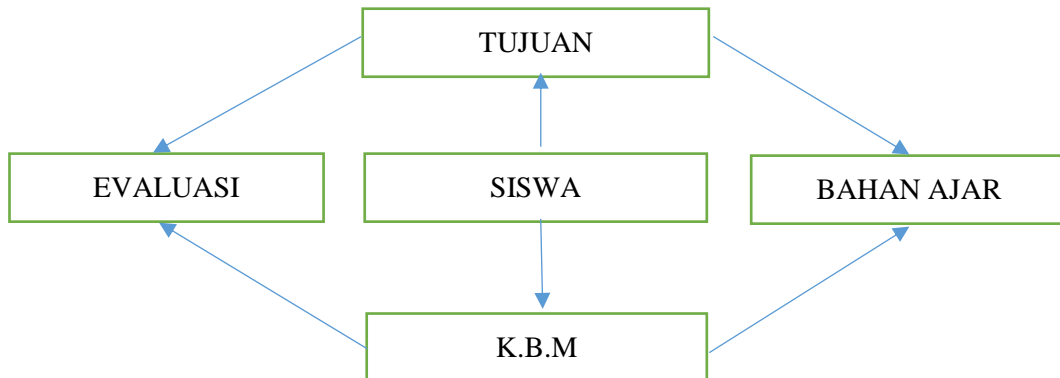 TUJUAN
EVALUASI
SISWA
BAHAN AJAR
K.B.M